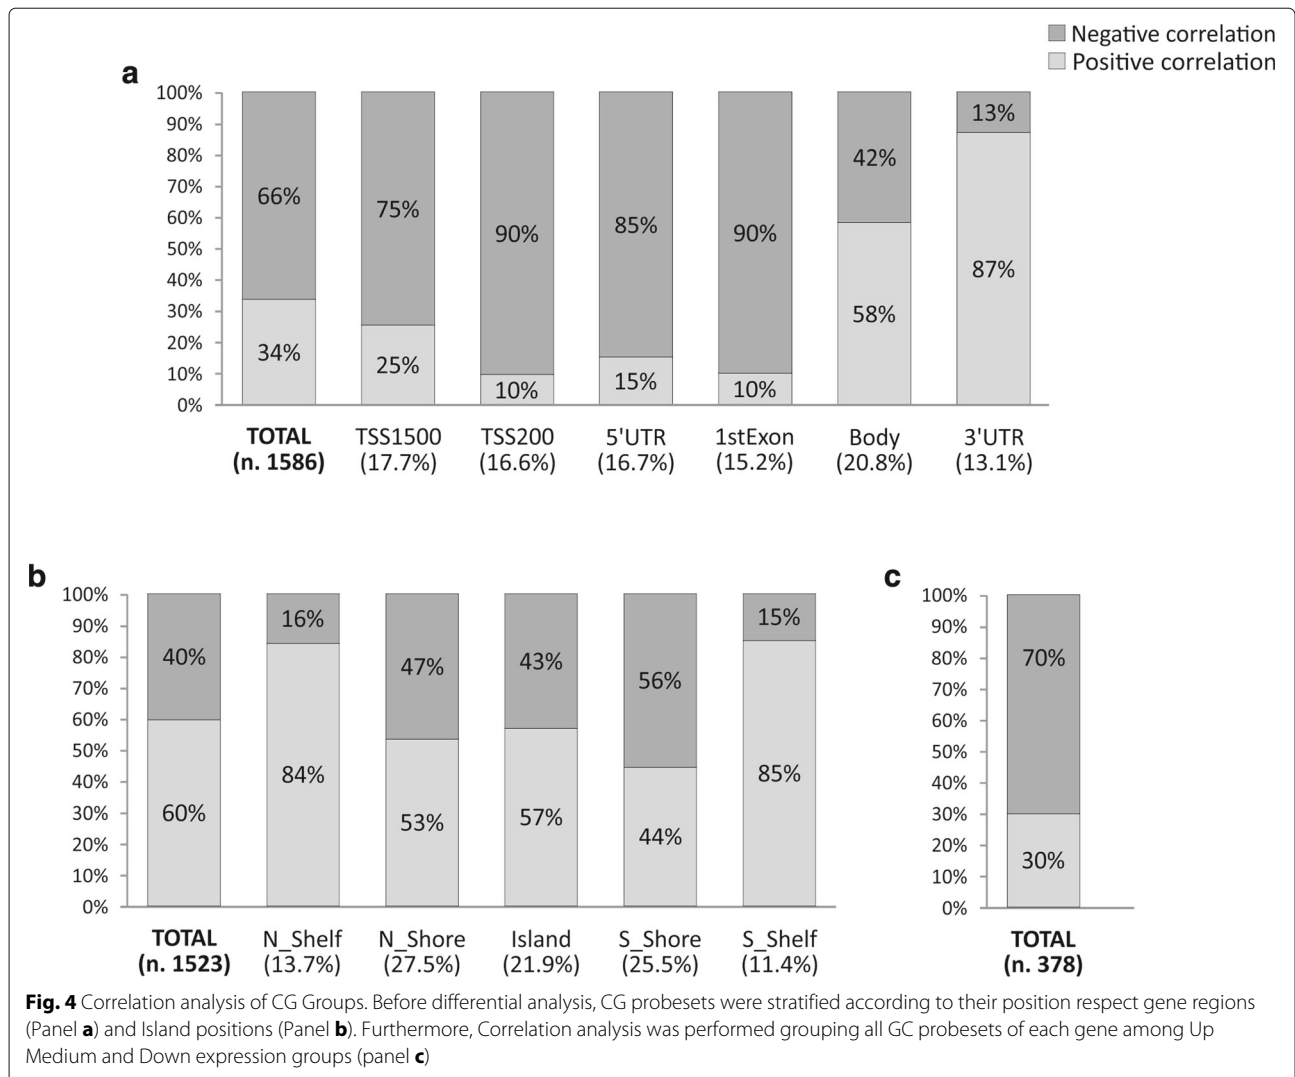 Negative correlation
Positive correlation
a
100%
90%
80%
70%
60%
50%
40%
30%
20%
10%
0%
66% 75% 90% 85% 90% 42% 13%
34% 25% 10% 15% 10% 58% 87%
TOTAL TSS1500 TSS200 5'UTR 1stExon Body 3'UTR
(n. 1586) (17.7%) (16.6%) (16.7%) (15.2%) (20.8%) (13.1%)
b
100%
90%
80%
70%
60%
50%
40%
30%
20%
10%
0%
40% 16% 47% 43% 56% 15%
60% 84% 53% 57% 44% 85%
TOTAL N_Shelf N_Shore Island S_Shore S_Shelf
(n. 1523) (13.7%) (27.5%) (21.9%) (25.5%) (11.4%)
c
100%
90%
80%
70%
60%
50%
40%
30%
20%
10%
0%
70%
30%
TOTAL
(n. 378)
Fig. 4 Correlation analysis of CG Groups. Before differential analysis, CG probesets were stratified according to their position respect gene regions
(Panel a) and Island positions (Panel b). Furthermore, Correlation analysis was performed grouping all GC probesets of each gene among Up
Medium and Down expression groups (panel c)